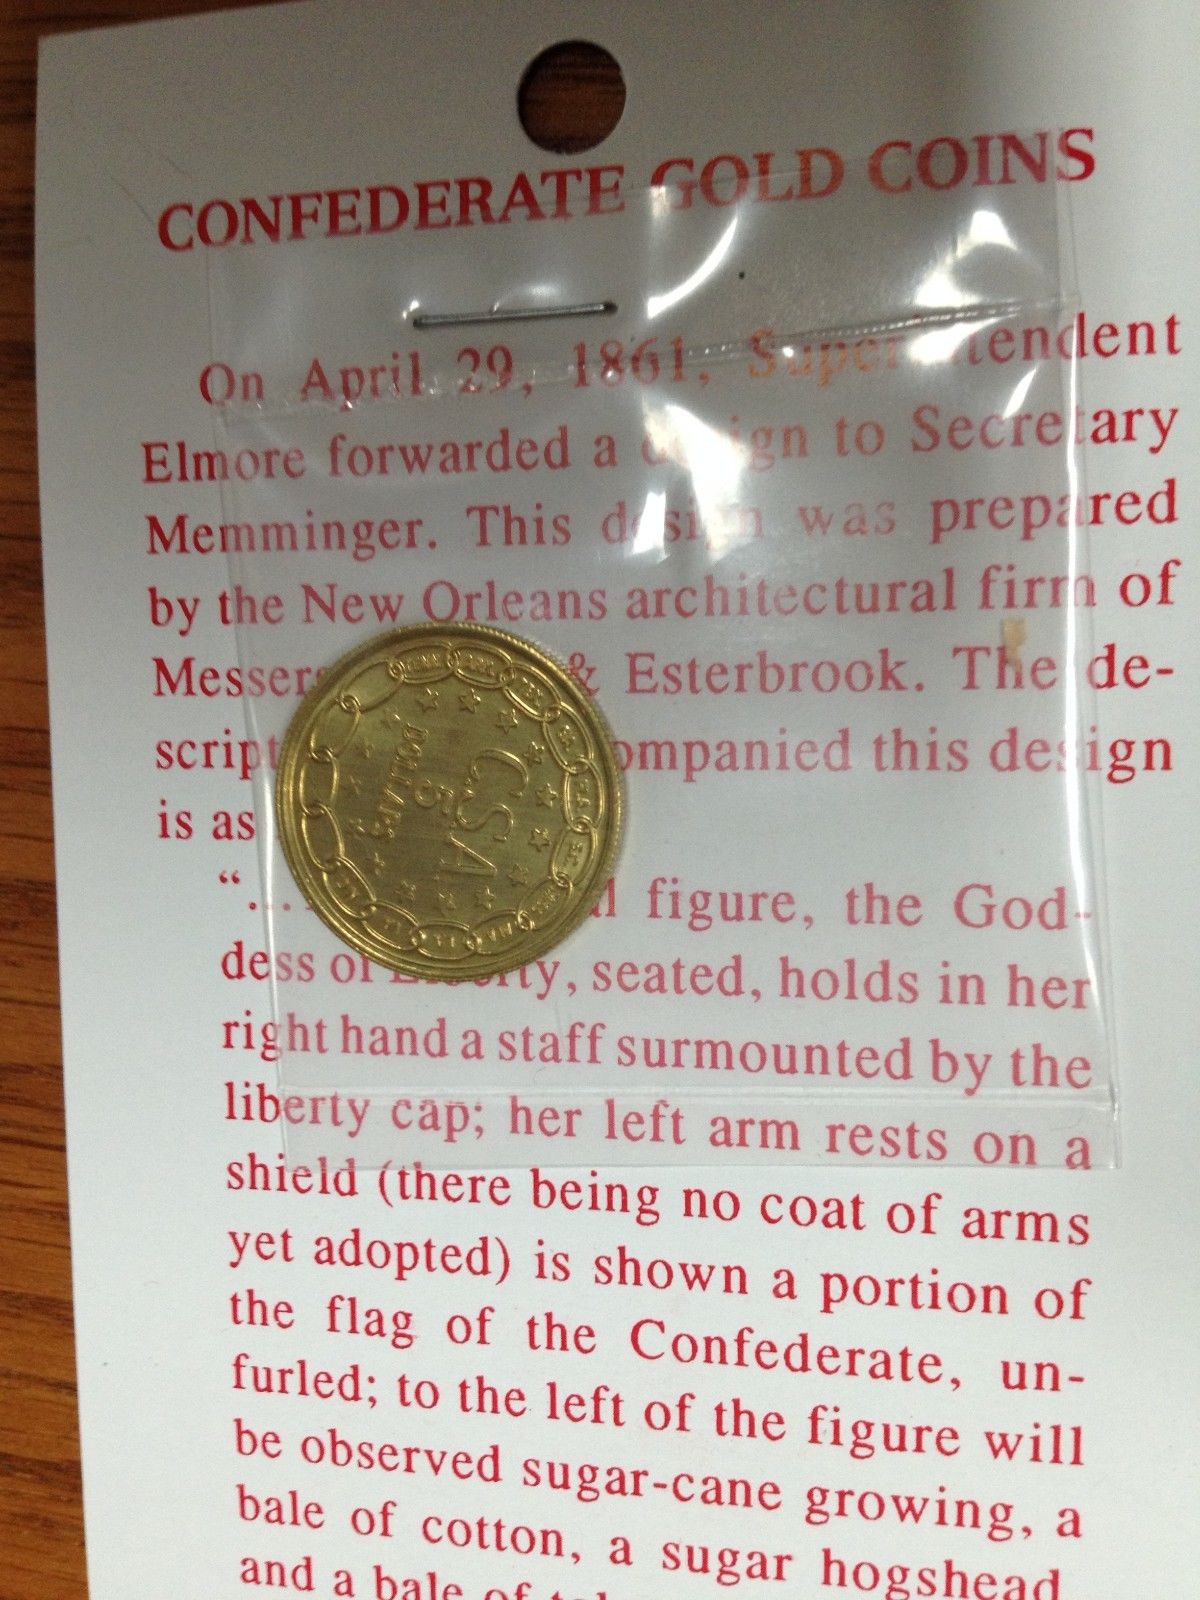 CONFEDERATE GOLD COINS
On April 29, 1861, Superintendent
Elmore forwarded a design to Secretary
Memminger. This design was prepared
by the New Orleans architectural firm of
& Esterbrook. The de-
this design
is as
figure, the God-
dess of Liberty, seated, holds in her
right hand a staff surmounted by the
liberty cap; her left arm rests on a
shield (there being no coat of arms
yet adopted) is shown a portion of
the flag of the Confederate, un-
furled; to the left of the figure will
be observed sugar-cane growing, a
bale of cotton, a sugar hogshead
and a bale of
CSA
5
DOLLARS